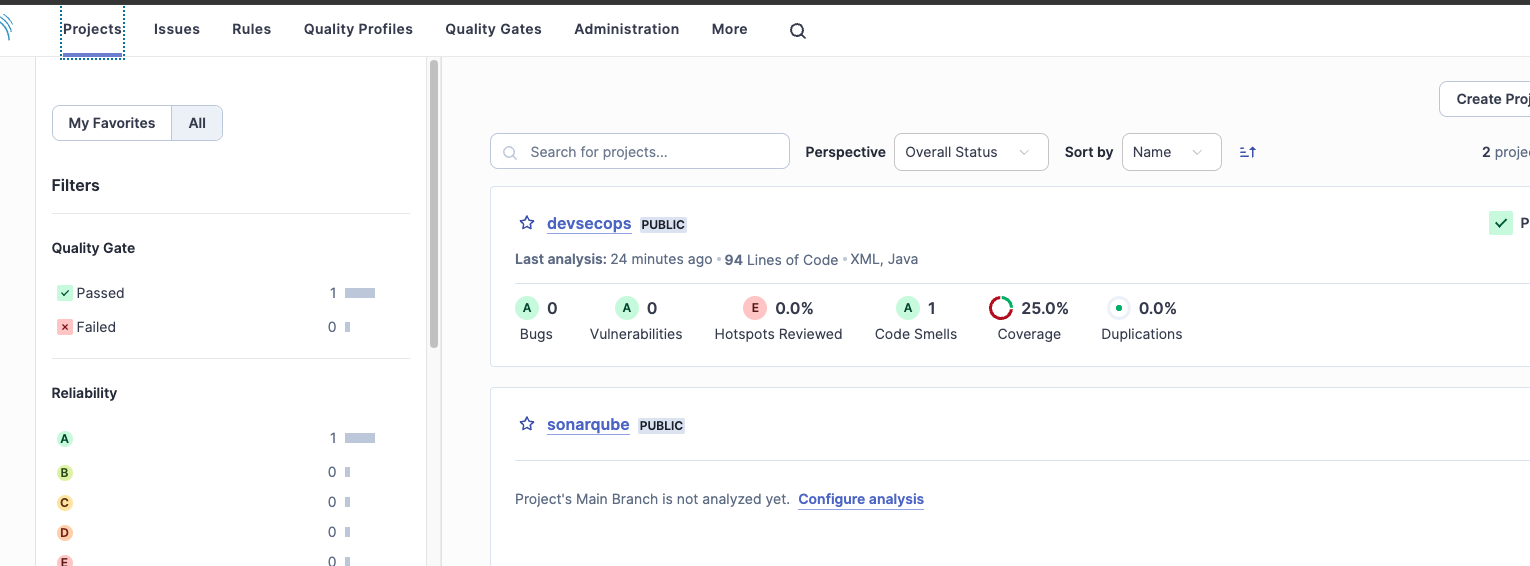 Projects Issues Rules Quality Profiles Quality Gates Administration More
My Favorites All
Filters
Quality Gate
Passed 1
Failed 0
Reliability
A 1
B 0
C 0
D 0
E 0
Create Proj
Search for projects... Perspective Overall Status Sort by Name 2 proje
devsecops PUBLIC P
Last analysis: 24 minutes ago • 94 Lines of Code • XML, Java
A 0 A 0 E 0.0% A 1 25.0% 0.0%
Bugs Vulnerabilities Hotspots Reviewed Code Smells Coverage Duplications
sonarqube PUBLIC
Project's Main Branch is not analyzed yet. Configure analysis